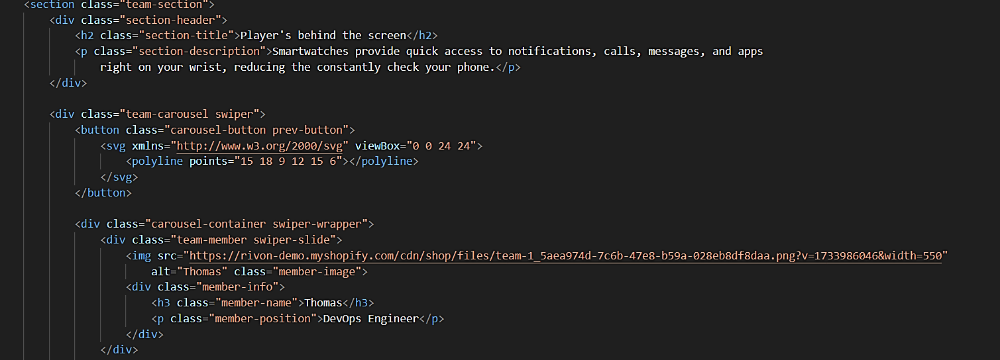 <section class="team-section">
<div class="section-header">
<h2 class="section-title">Player's behind the screen</h2>
<p class="section-description">Smartwatches provide quick access to notifications, calls, messages, and apps
right on your wrist, reducing the constantly check your phone.</p>
</div>
<div class="team-carousel swiper">
<button class="carousel-button prev-button">
<svg xmlns="http://www.w3.org/2000/svg" viewBox="0 0 24 24">
<polyline points="15 18 9 12 15 6"></polyline>
</svg>
</button>
<div class="carousel-container swiper-wrapper">
<div class="team-member swiper-slide">
<img src="https://rivon-demo.myshopify.com/cdn/shop/files/team-1_5aea974d-7c6b-47e8-b59a-028eb8df8daa.png?v=1733986046&width=550"
alt="Thomas" class="member-image">
<div class="member-info">
<h3 class="member-name">Thomas</h3>
<p class="member-position">DevOps Engineer</p>
</div>
</div>